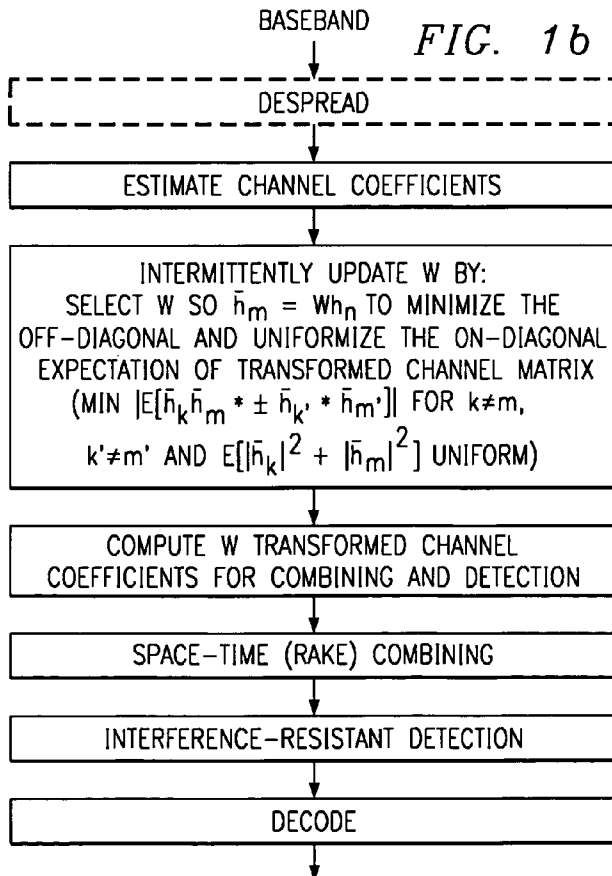 BASEBAND
FIG. 1b
DESPREAD
ESTIMATE CHANNEL COEFFICIENTS
INTERMITTENTLY UPDATE W BY:
SELECT W SO h̄ₘ = Whₙ TO MINIMIZE THE
OFF-DIAGONAL AND UNIFORMIZE THE ON-DIAGONAL
EXPECTATION OF TRANSFORMED CHANNEL MATRIX
(MIN |E[h̄ₖh̄ₘ* ± h̄ₖ'*h̄ₘ']| FOR k≠m,
k'≠m' AND E[|h̄ₖ|² + |h̄ₘ|²] UNIFORM)
COMPUTE W TRANSFORMED CHANNEL
COEFFICIENTS FOR COMBINING AND DETECTION
SPACE-TIME (RAKE) COMBINING
INTERFERENCE-RESISTANT DETECTION
DECODE